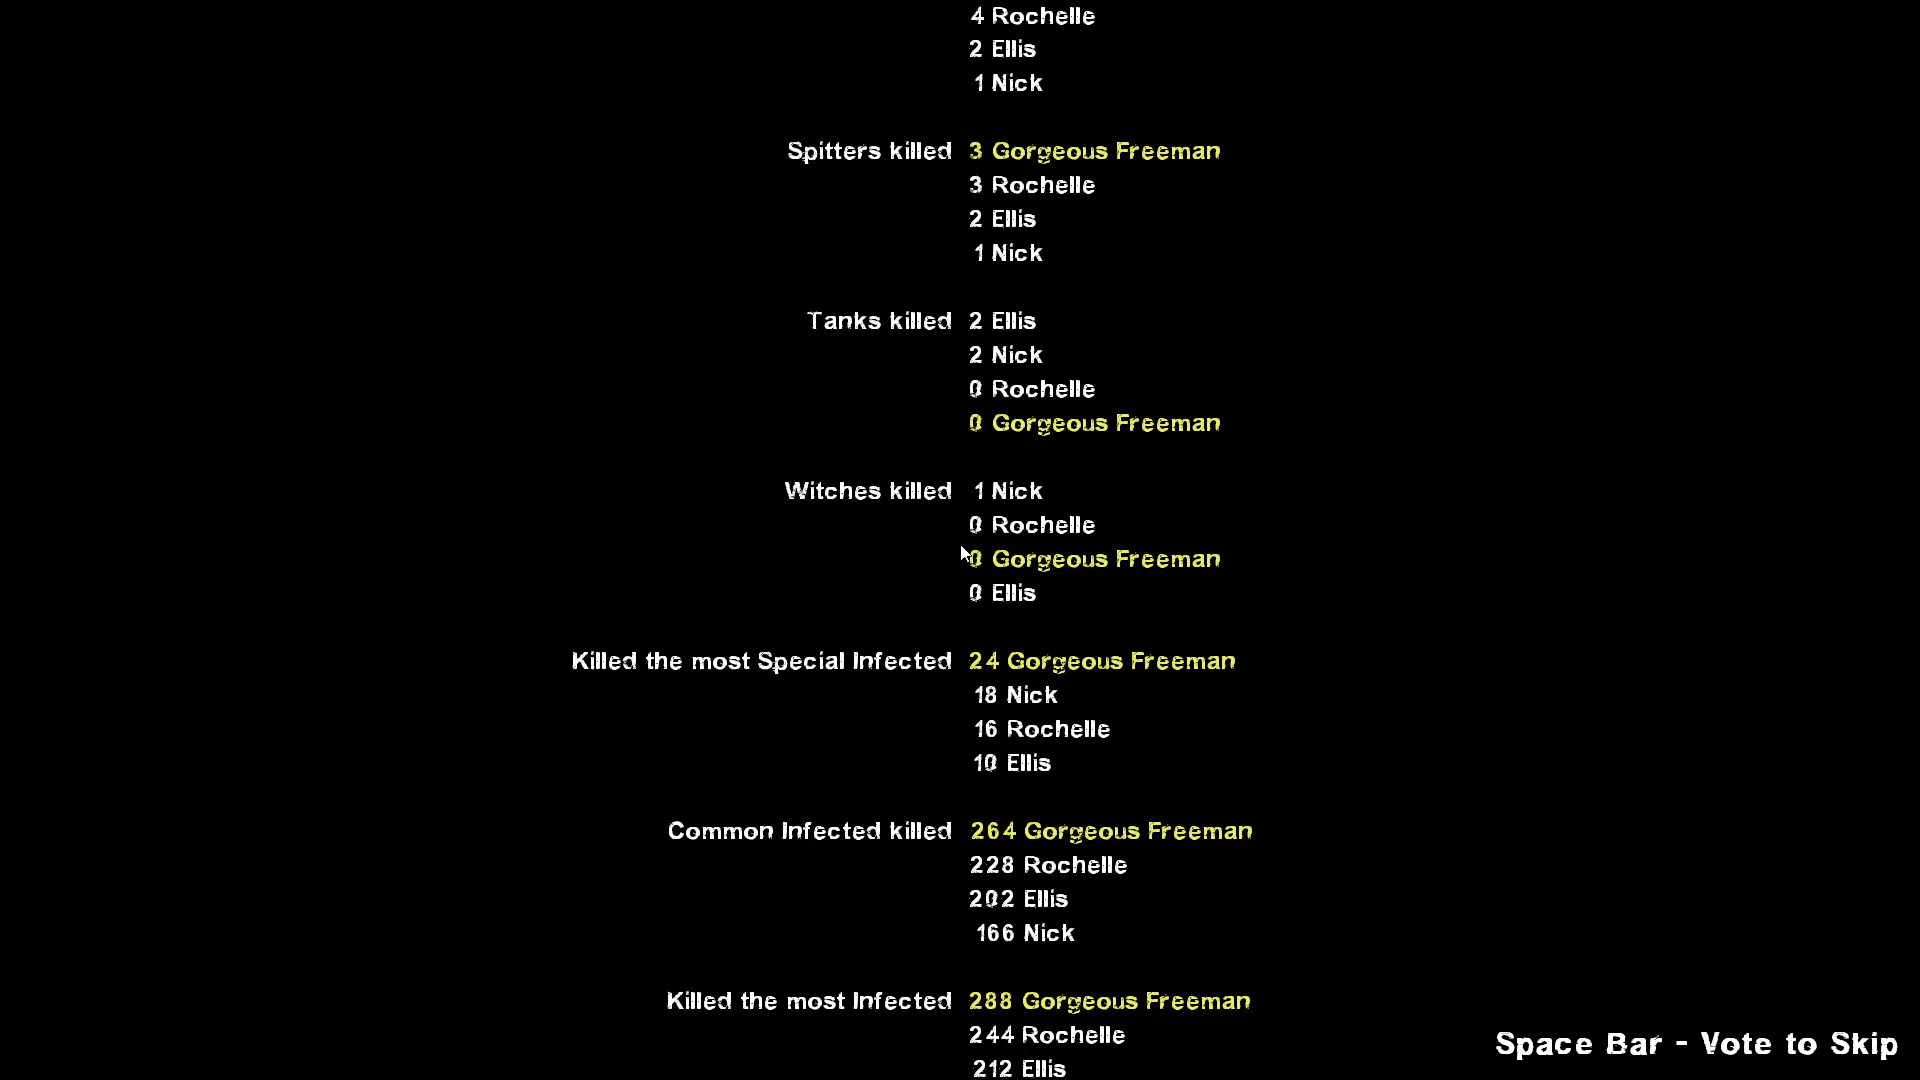 4 Rochelle
2 Ellis
1 Nick
Spitters killed 3 Gorgeous Freeman
3 Rochelle
2 Ellis
1 Nick
Tanks killed 2 Ellis
2 Nick
0 Rochelle
0 Gorgeous Freeman
Witches killed 1 Nick
0 Rochelle
0 Gorgeous Freeman
0 Ellis
Killed the most Special Infected 24 Gorgeous Freeman
18 Nick
16 Rochelle
10 Ellis
Common Infected killed 264 Gorgeous Freeman
228 Rochelle
202 Ellis
166 Nick
Killed the most Infected 288 Gorgeous Freeman
244 Rochelle
212 Ellis
Space Bar - Vote to Skip